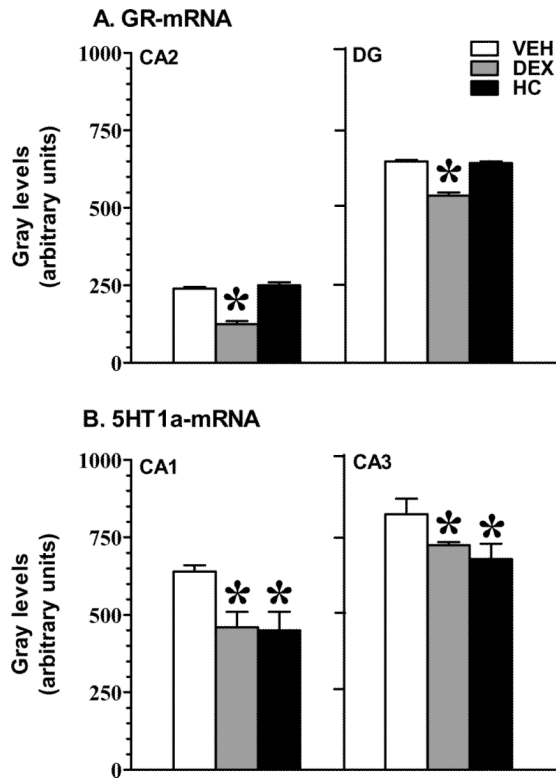 A. GR-mRNA
CA2
DG
VEH
DEX
HC
1000
750
500
250
0
Gray levels
(arbitrary units)
*
*
B. 5HT1a-mRNA
CA1
CA3
1000
750
500
250
0
Gray levels
(arbitrary units)
* *
* *